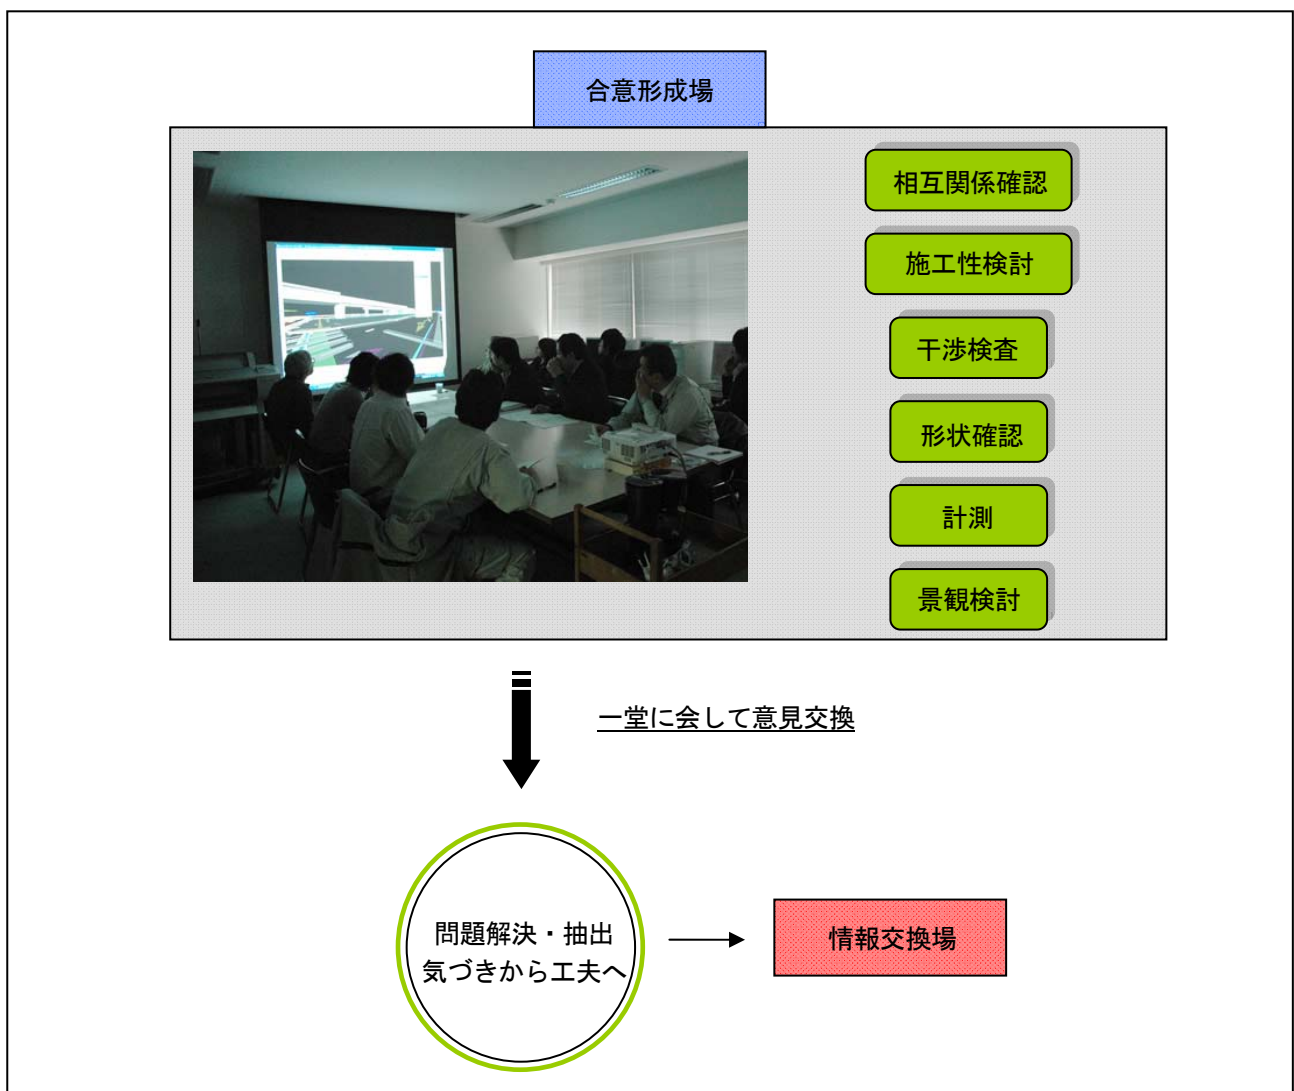 合意形成場
相互関係確認
施工性検討
干渉検査
形状確認
計測
景観検討
一堂に会して意見交換
問題解決・抽出
気づきから工夫へ
情報交換場